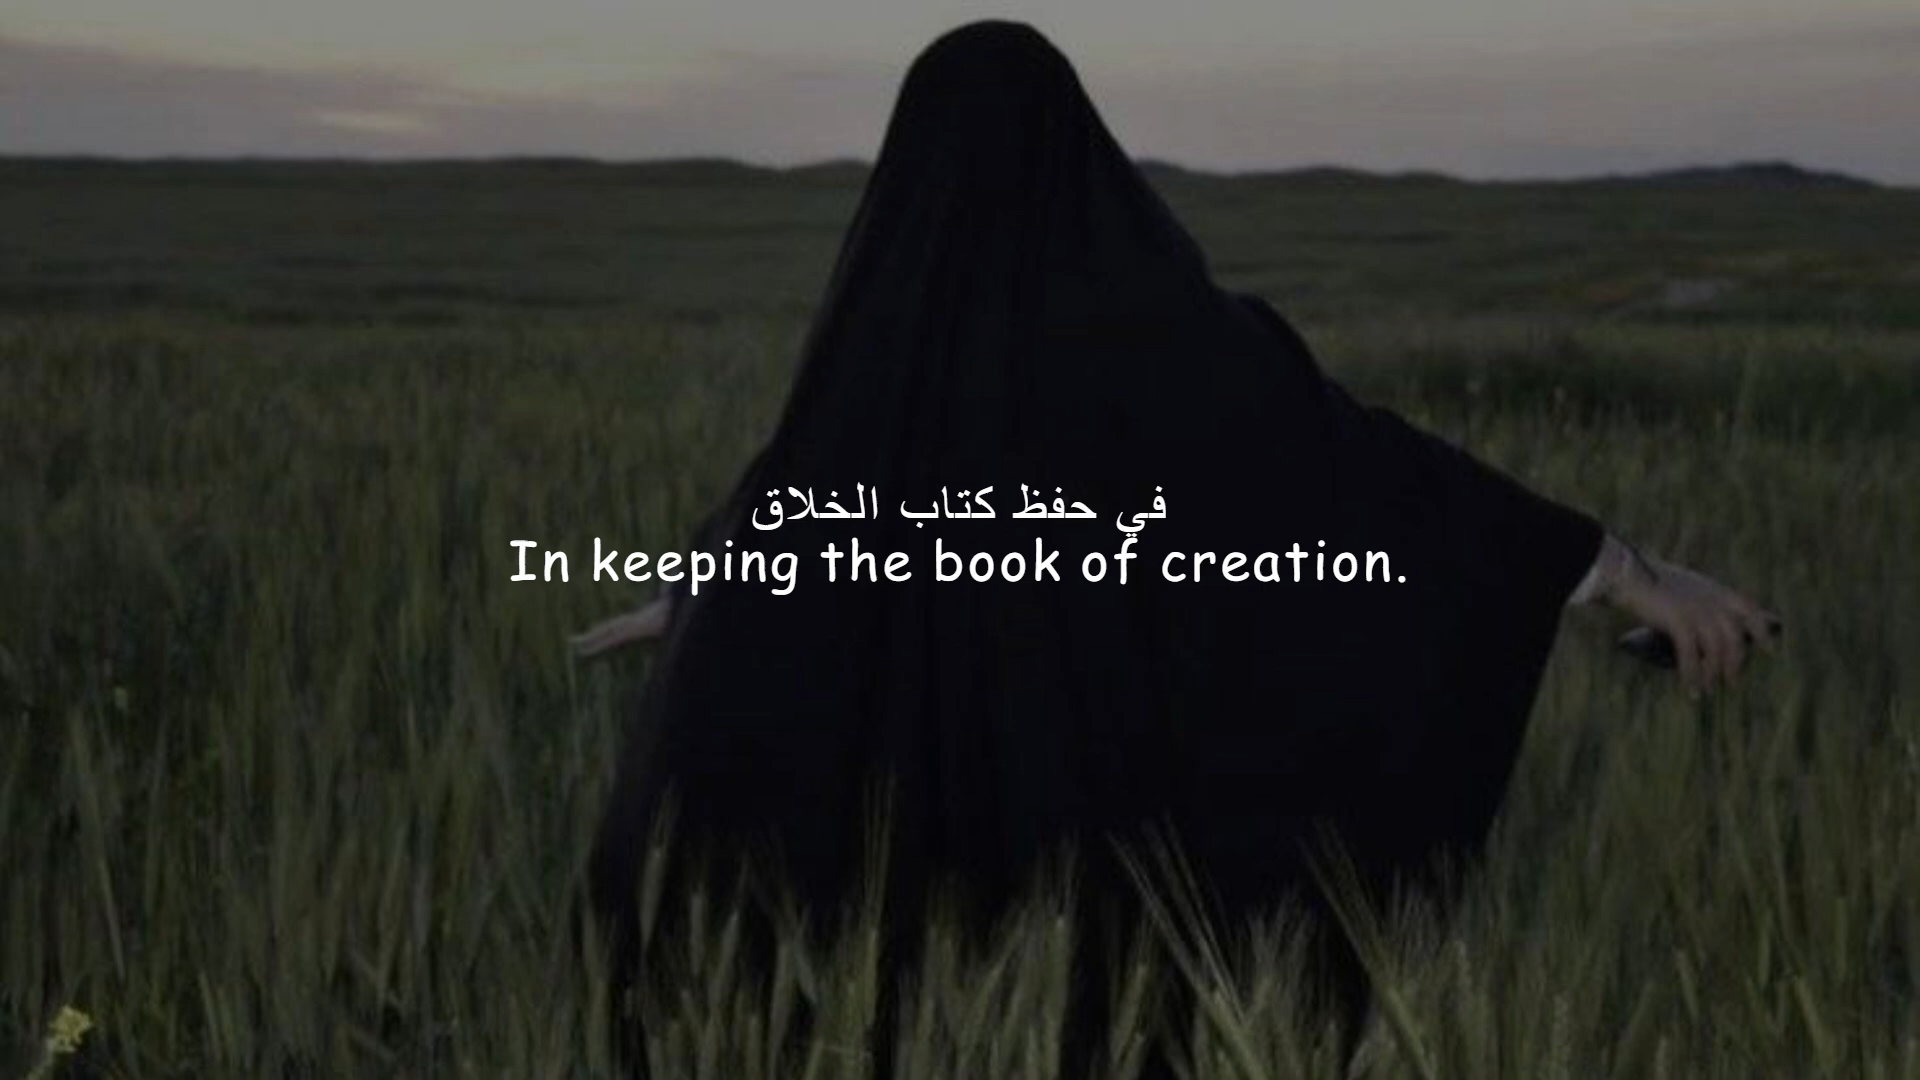 في حفظ كتاب الخلاق
In keeping the book of creation.